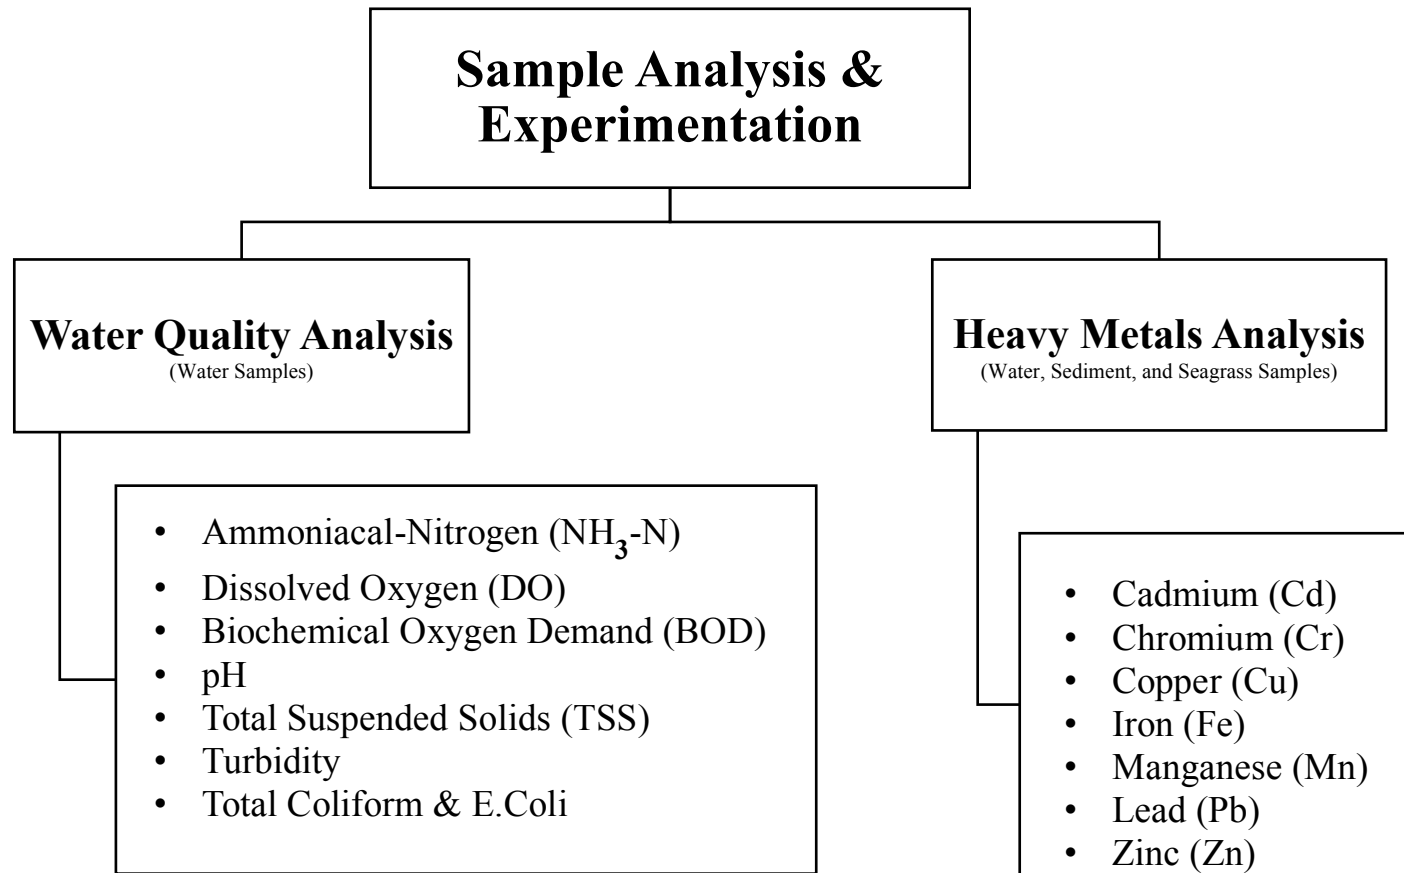 Sample Analysis &
Experimentation
Water Quality Analysis
(Water Samples)
Heavy Metals Analysis
(Water, Sediment, and Seagrass Samples)
• Ammoniacal-Nitrogen (NH₃-N)
• Dissolved Oxygen (DO)
• Biochemical Oxygen Demand (BOD)
• pH
• Total Suspended Solids (TSS)
• Turbidity
• Total Coliform & E.Coli
• Cadmium (Cd)
• Chromium (Cr)
• Copper (Cu)
• Iron (Fe)
• Manganese (Mn)
• Lead (Pb)
• Zinc (Zn)